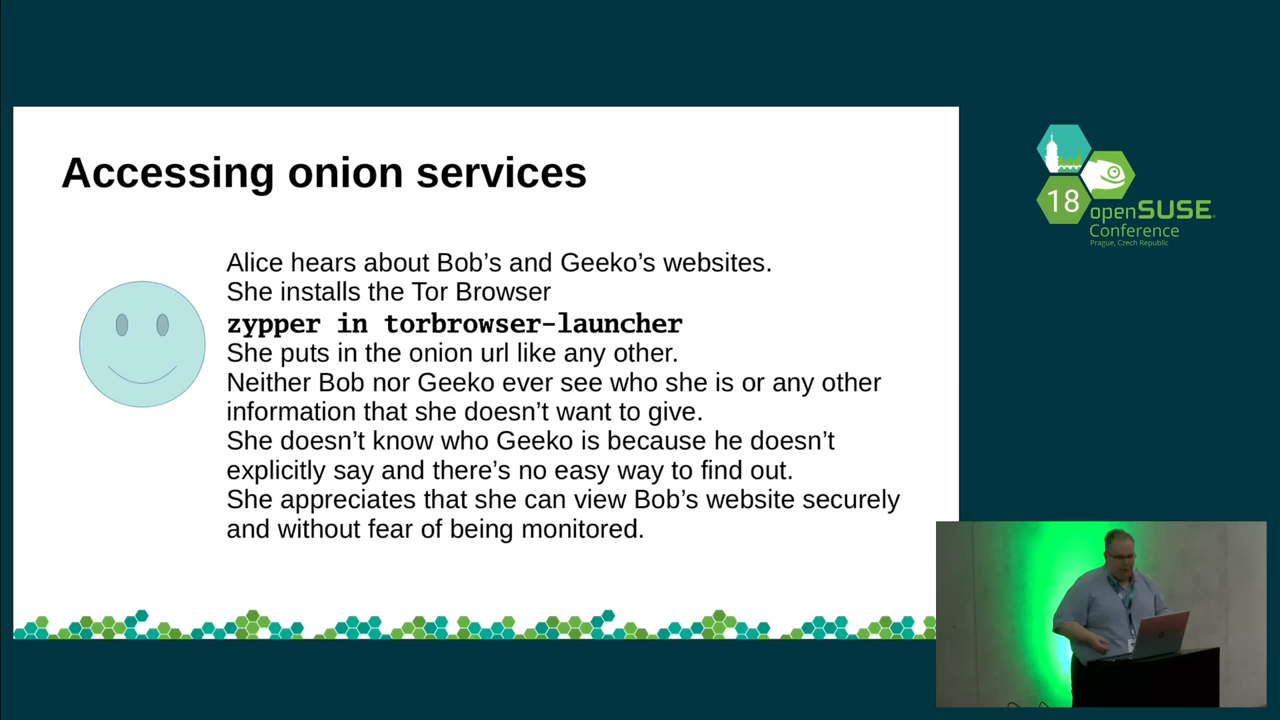 Accessing onion services
Alice hears about Bob’s and Geeko’s websites.
She installs the Tor Browser
zypper in torbrowser-launcher
She puts in the onion url like any other.
Neither Bob nor Geeko ever see who she is or any other
information that she doesn’t want to give.
She doesn’t know who Geeko is because he doesn’t
explicitly say and there’s no easy way to find out.
She appreciates that she can view Bob’s website securely
and without fear of being monitored.
18
openSUSE
Conference
Prague, Czech Republic